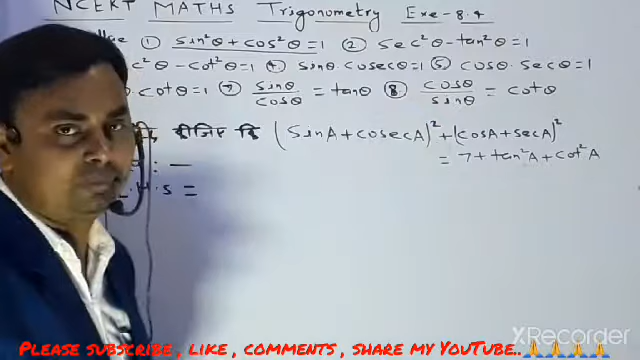 NCERT MATHS Trigonometry Exe-8.4
① sin²θ + cos²θ = 1 ② sec²θ - tan²θ = 1
c²θ - cot²θ = 1 ④ sinθ. cosecθ = 1 ⑤ cosθ. secθ = 1
. cotθ = 1 ⑦ sinθ/cosθ = tanθ ⑧ cosθ/sinθ = cotθ
कीजिए कि (sinA + cosecA)² + (cosA + secA)²
= 7 + tan²A + cot²A
: —
L.H.S =
XRecorder
Please subscribe, like, comments, share my YouTube..🙏🙏🙏🙏